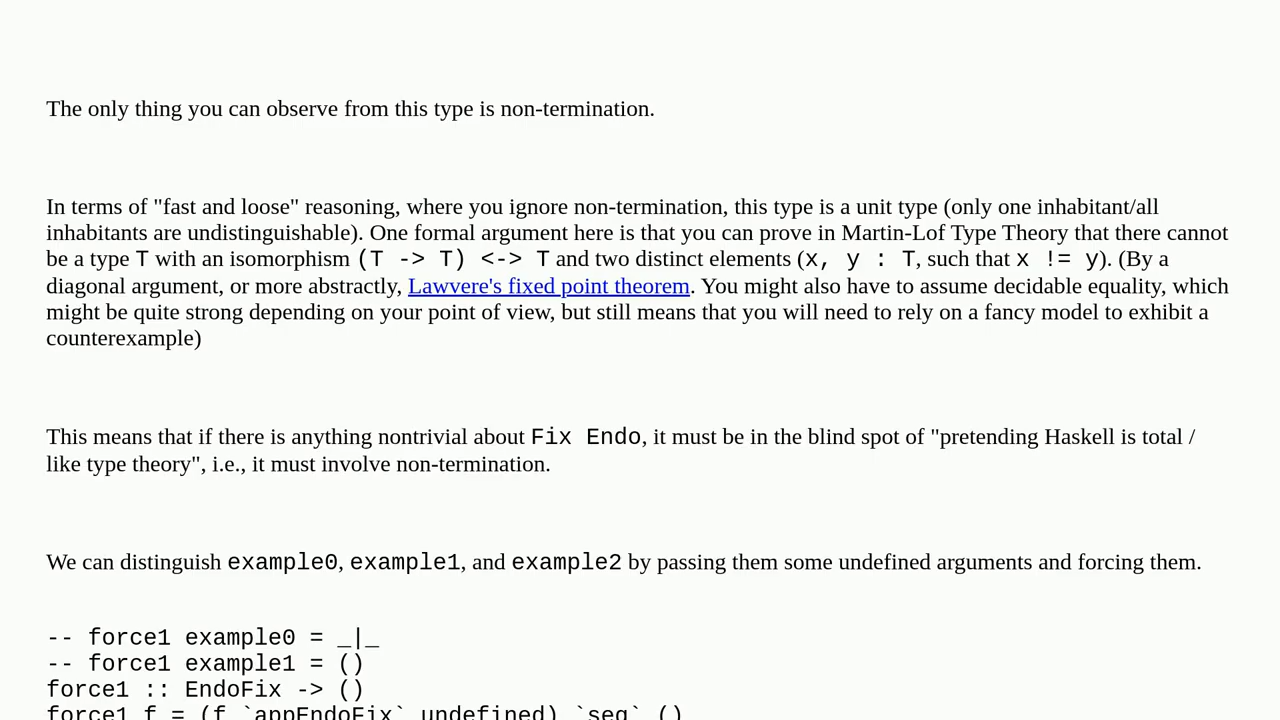 The only thing you can observe from this type is non-termination.
In terms of "fast and loose" reasoning, where you ignore non-termination, this type is a unit type (only one inhabitant/all
inhabitants are undistinguishable). One formal argument here is that you can prove in Martin-Lof Type Theory that there cannot
be a type T with an isomorphism (T -> T) <-> T and two distinct elements (x, y : T, such that x != y). (By a
diagonal argument, or more abstractly, Lawvere's fixed point theorem. You might also have to assume decidable equality, which
might be quite strong depending on your point of view, but still means that you will need to rely on a fancy model to exhibit a
counterexample)
This means that if there is anything nontrivial about Fix Endo, it must be in the blind spot of "pretending Haskell is total /
like type theory", i.e., it must involve non-termination.
We can distinguish example0, example1, and example2 by passing them some undefined arguments and forcing them.
-- force1 example0 = _|_
-- force1 example1 = ()
force1 :: EndoFix -> ()
force1 f = (f `appEndoFix` undefined) `seq` ()